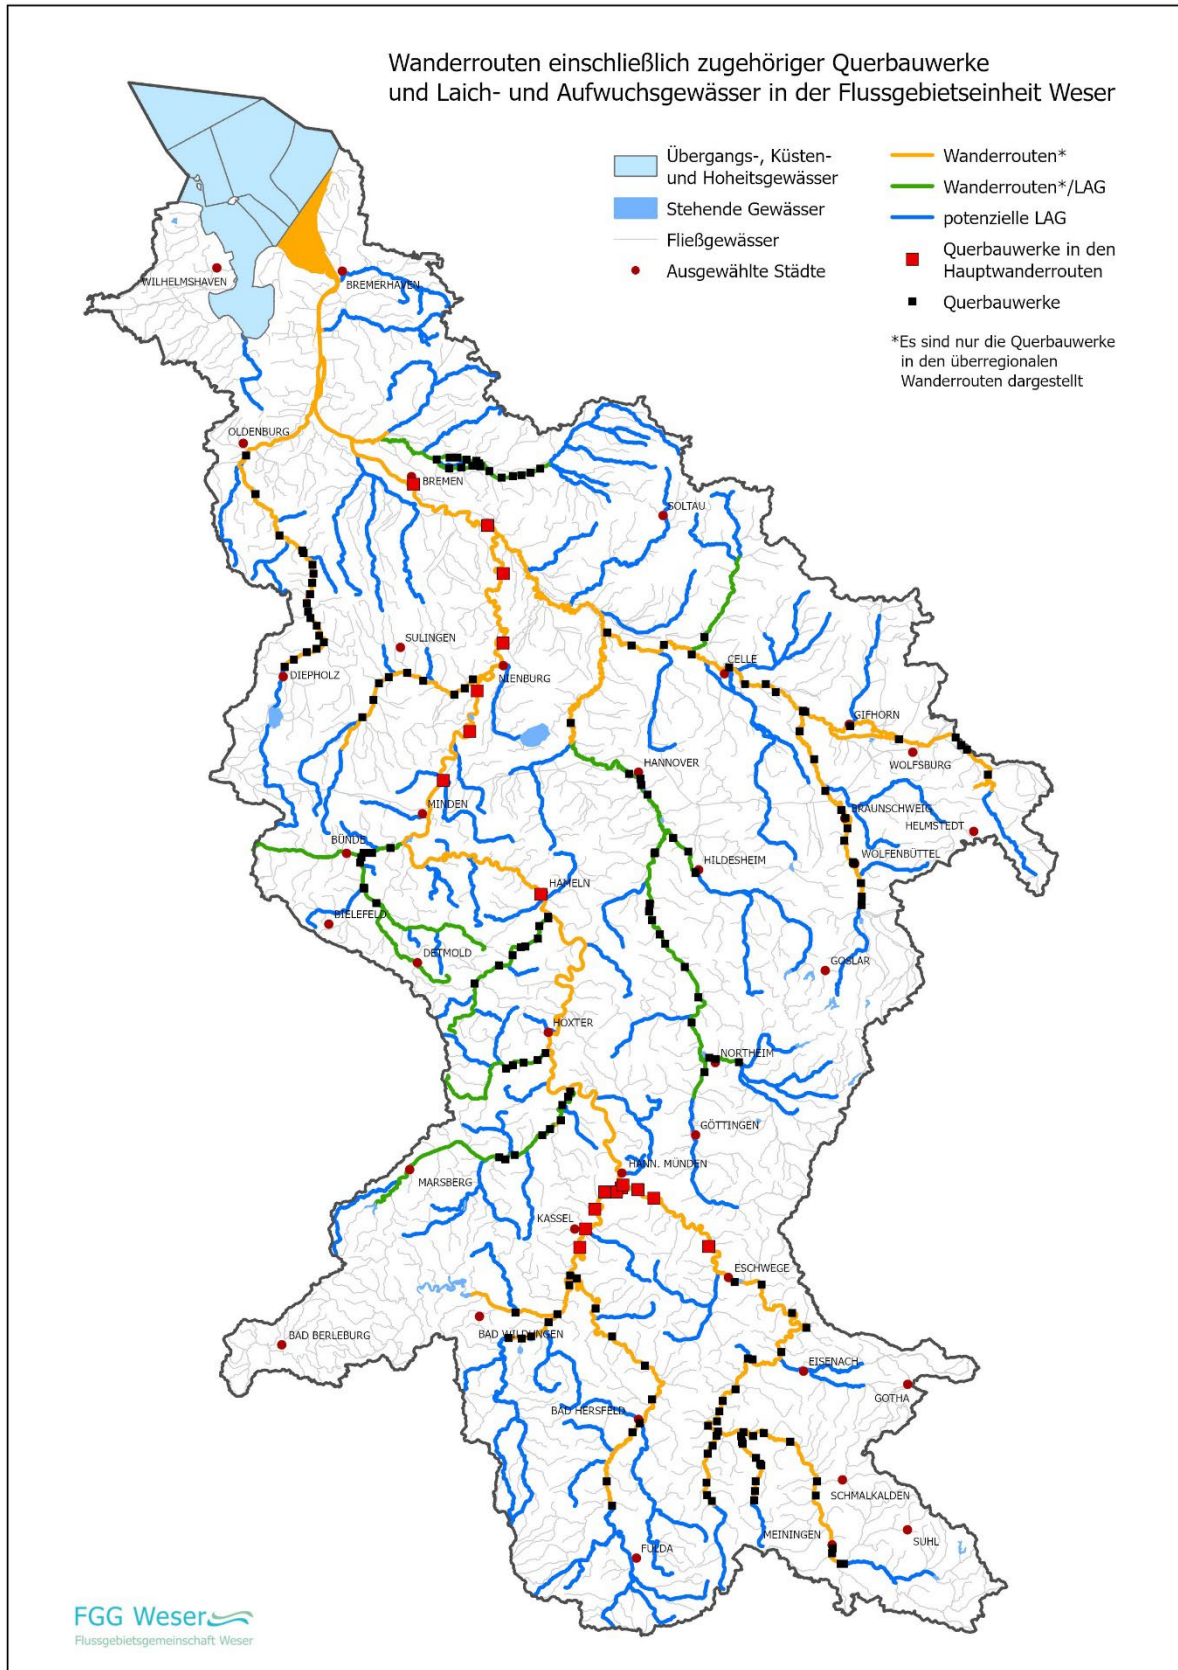 Wanderrouten einschließlich zugehöriger Querbauwerke
und Laich- und Aufwuchsgewässer in der Flussgebietseinheit Weser
Übergangs-, Küsten-
und Hoheitsgewässer
Stehende Gewässer
Fließgewässer
Ausgewählte Städte
Wanderrouten*
Wanderrouten*/LAG
potenzielle LAG
Querbauwerke in den
Hauptwanderrouten
Querbauwerke
*Es sind nur die Querbauwerke
in den überregionalen
Wanderrouten dargestellt
WILHELMSHAVEN
BREMERHAVEN
OLDENBURG
BREMEN
SOLTAU
SULINGEN
DIEPHOLZ
NIENBURG
CELLE
GIFHORN
WOLFSBURG
HANNOVER
MINDEN
BRAUNSCHWEIG
HELMSTEDT
BÜNDE
WOLFENBÜTTEL
HILDESHEIM
HAMELN
BIELEFELD
DETMOLD
GOSLAR
HÖXTER
NORTHEIM
GÖTTINGEN
HANN. MÜNDEN
MARSBERG
KASSEL
ESCHWEGE
BAD WILDUNGEN
BAD BERLEBURG
EISENACH
GOTHA
BAD HERSFELD
SCHMALKALDEN
MEININGEN
SUHL
FULDA
FGG Weser
Flussgebietsgemeinschaft Weser